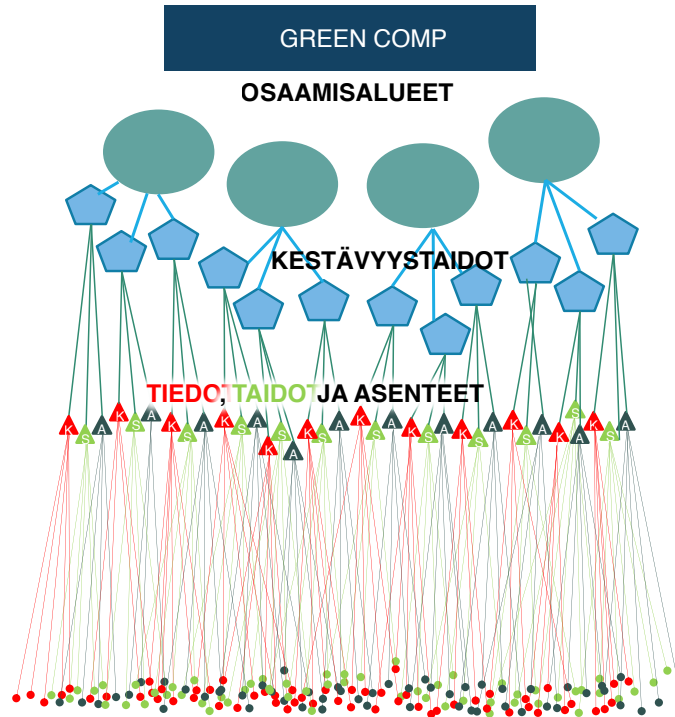 GREEN COMP
OSAAMISALUEET
KESTÄVYYSTAIDOT
TIEDOT, TAIDOT JA ASENTEET
K S A K S A K S A K S A K S A K S A K S A K S A K S A K S A K S A K S A